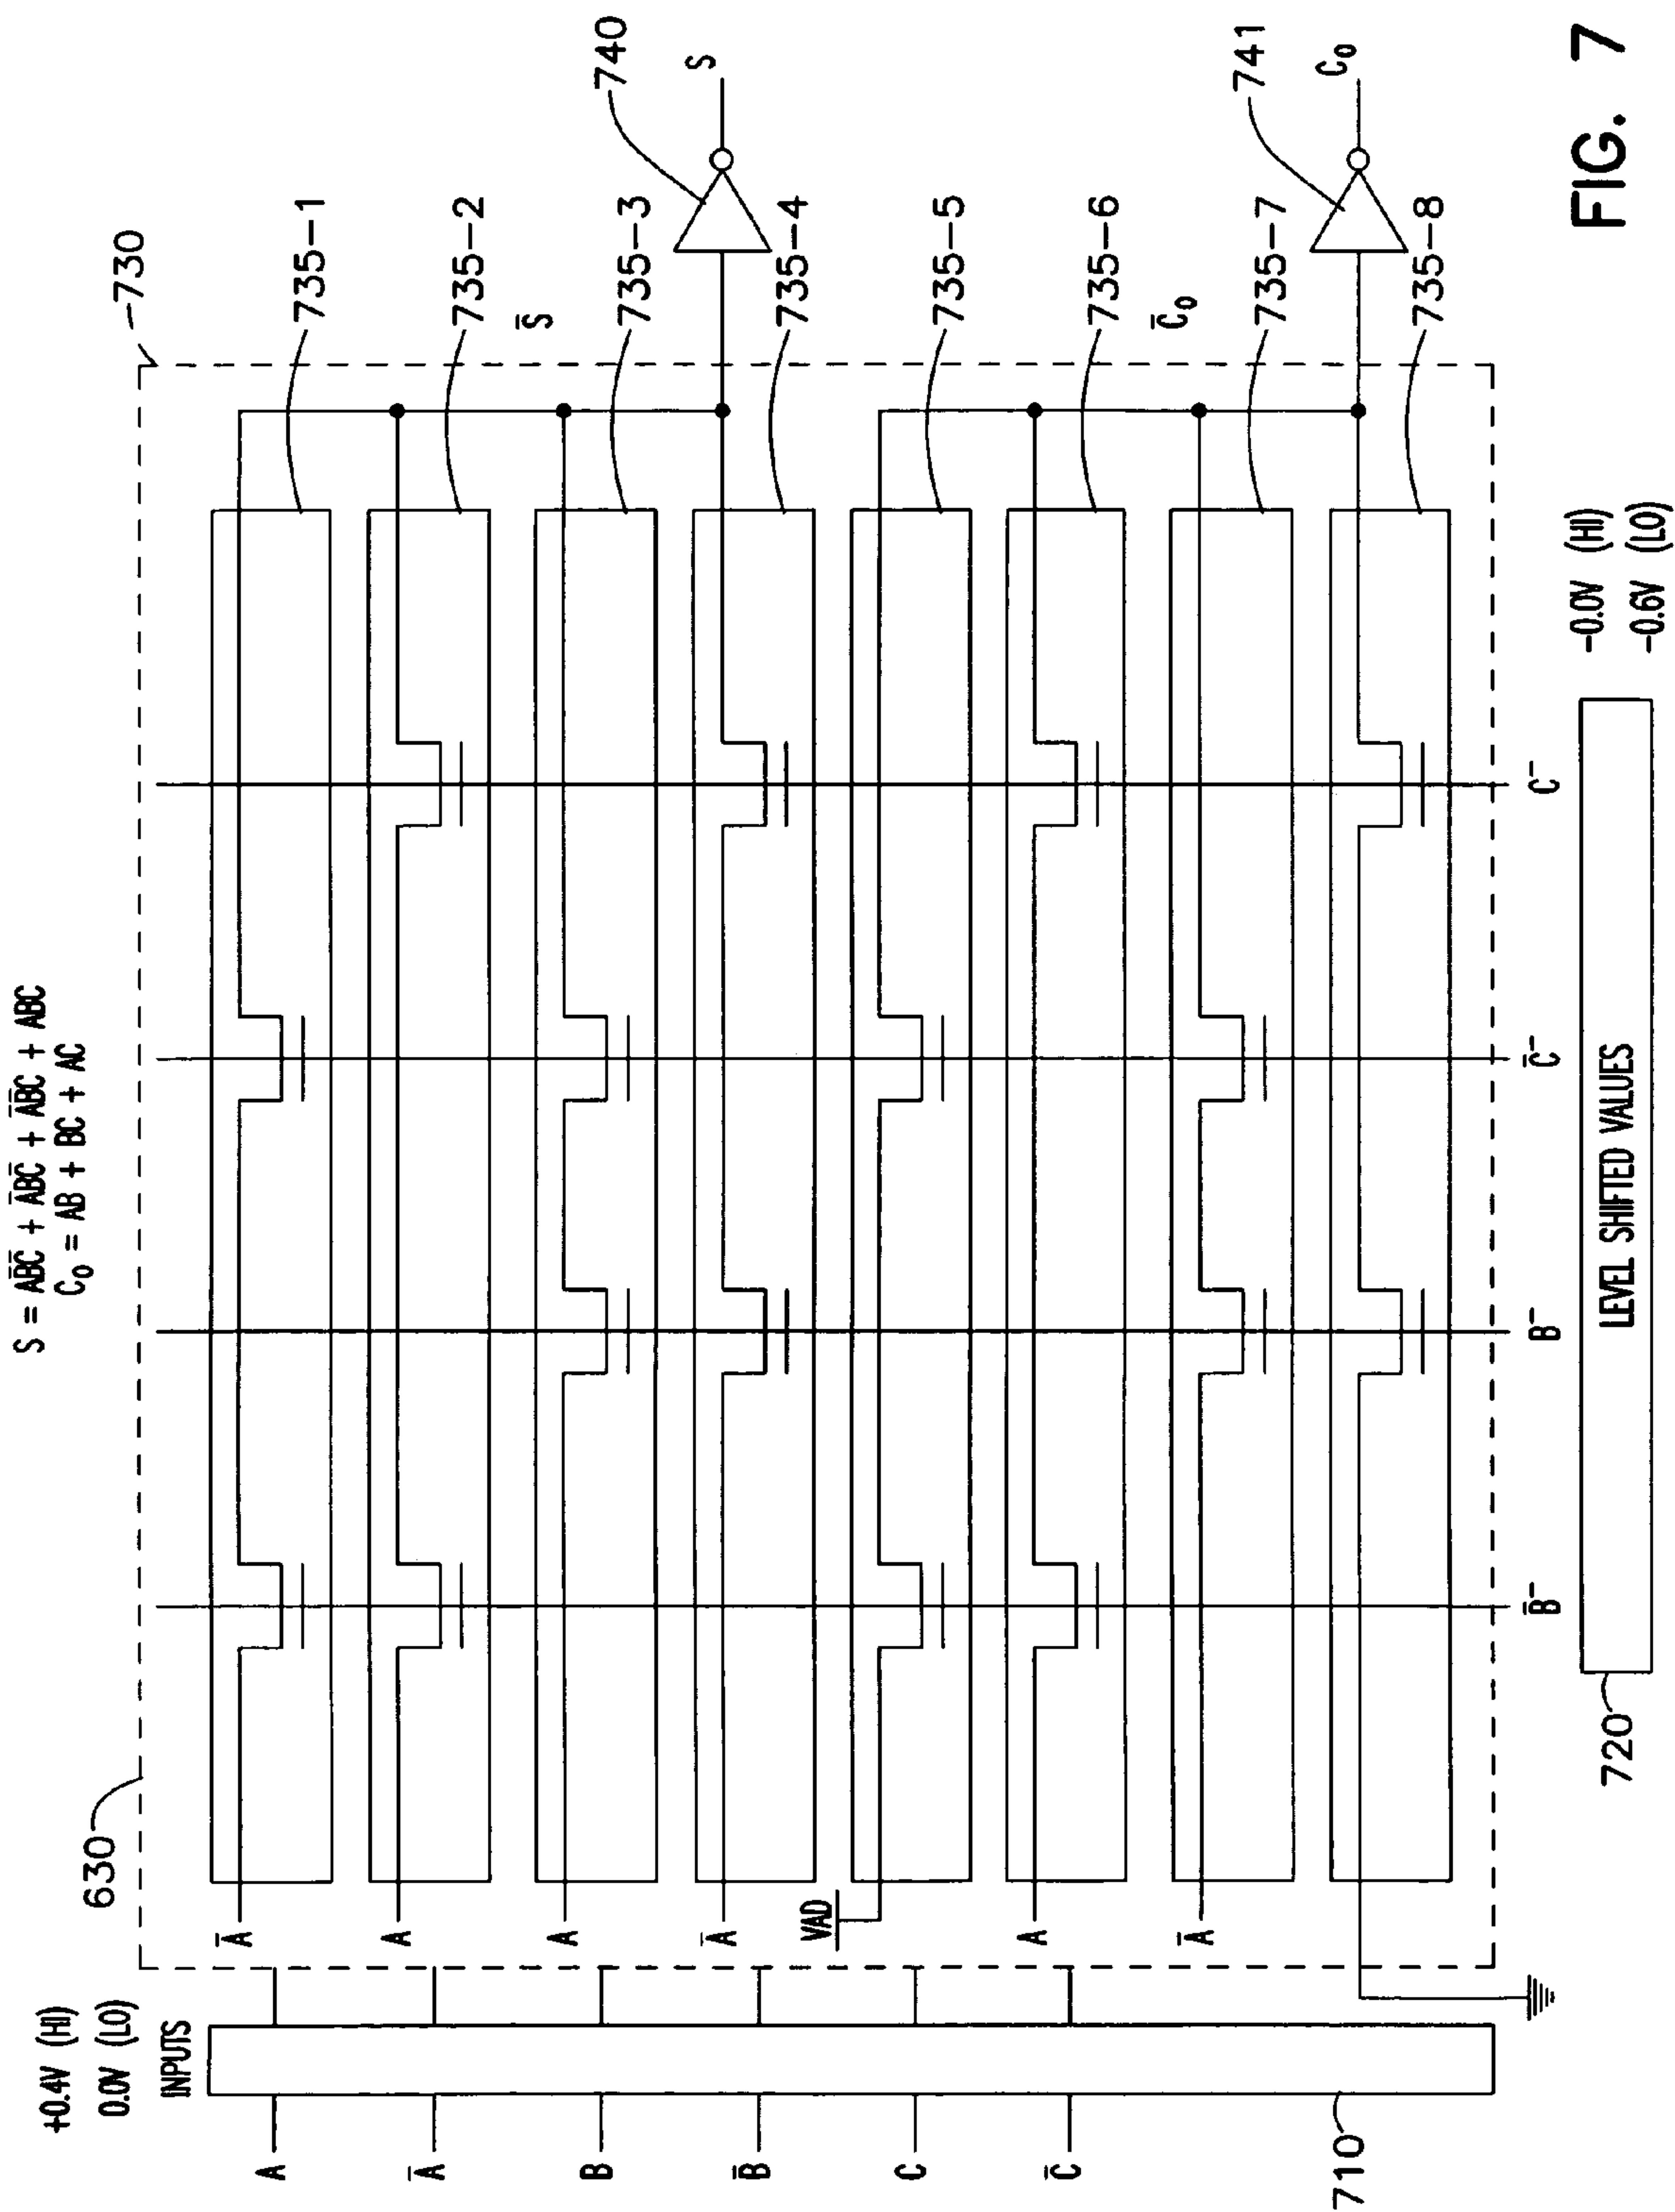 S = AB̅C̅ + A̅BC̅ + A̅B̅C + ABC
C₀ = AB + BC + AC
+0.4V (HI)
0.0V (LO)
INPUTS
630
730
A
A̅
B
B̅
C
C̅
710
A̅
A
A
A̅
VAD
A
A̅
735-1
735-2
S̅
735-3
740
S
735-4
735-5
735-6
C̅₀
735-7
741
C₀
735-8
B̅⁻
B⁻
C̅⁻
C⁻
720
LEVEL SHIFTED VALUES
-0.0V (HI)
-0.6V (LO)
FIG. 7